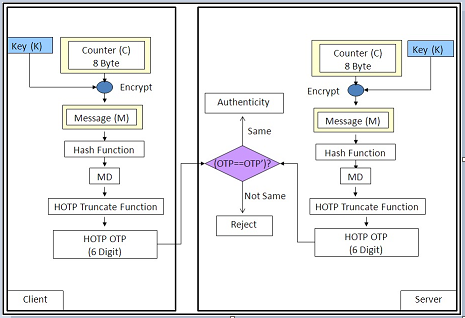 Key (K)
Counter (C)
8 Byte
Encrypt
Message (M)
Hash Function
MD
HOTP Truncate Function
HOTP OTP
(6 Digit)
Client
Authenticity
Same
(OTP==OTP')?
Not Same
Reject
Counter (C)
8 Byte
Key (K)
Encrypt
Message (M)
Hash Function
MD
HOTP Truncate Function
HOTP OTP
(6 Digit)
Server